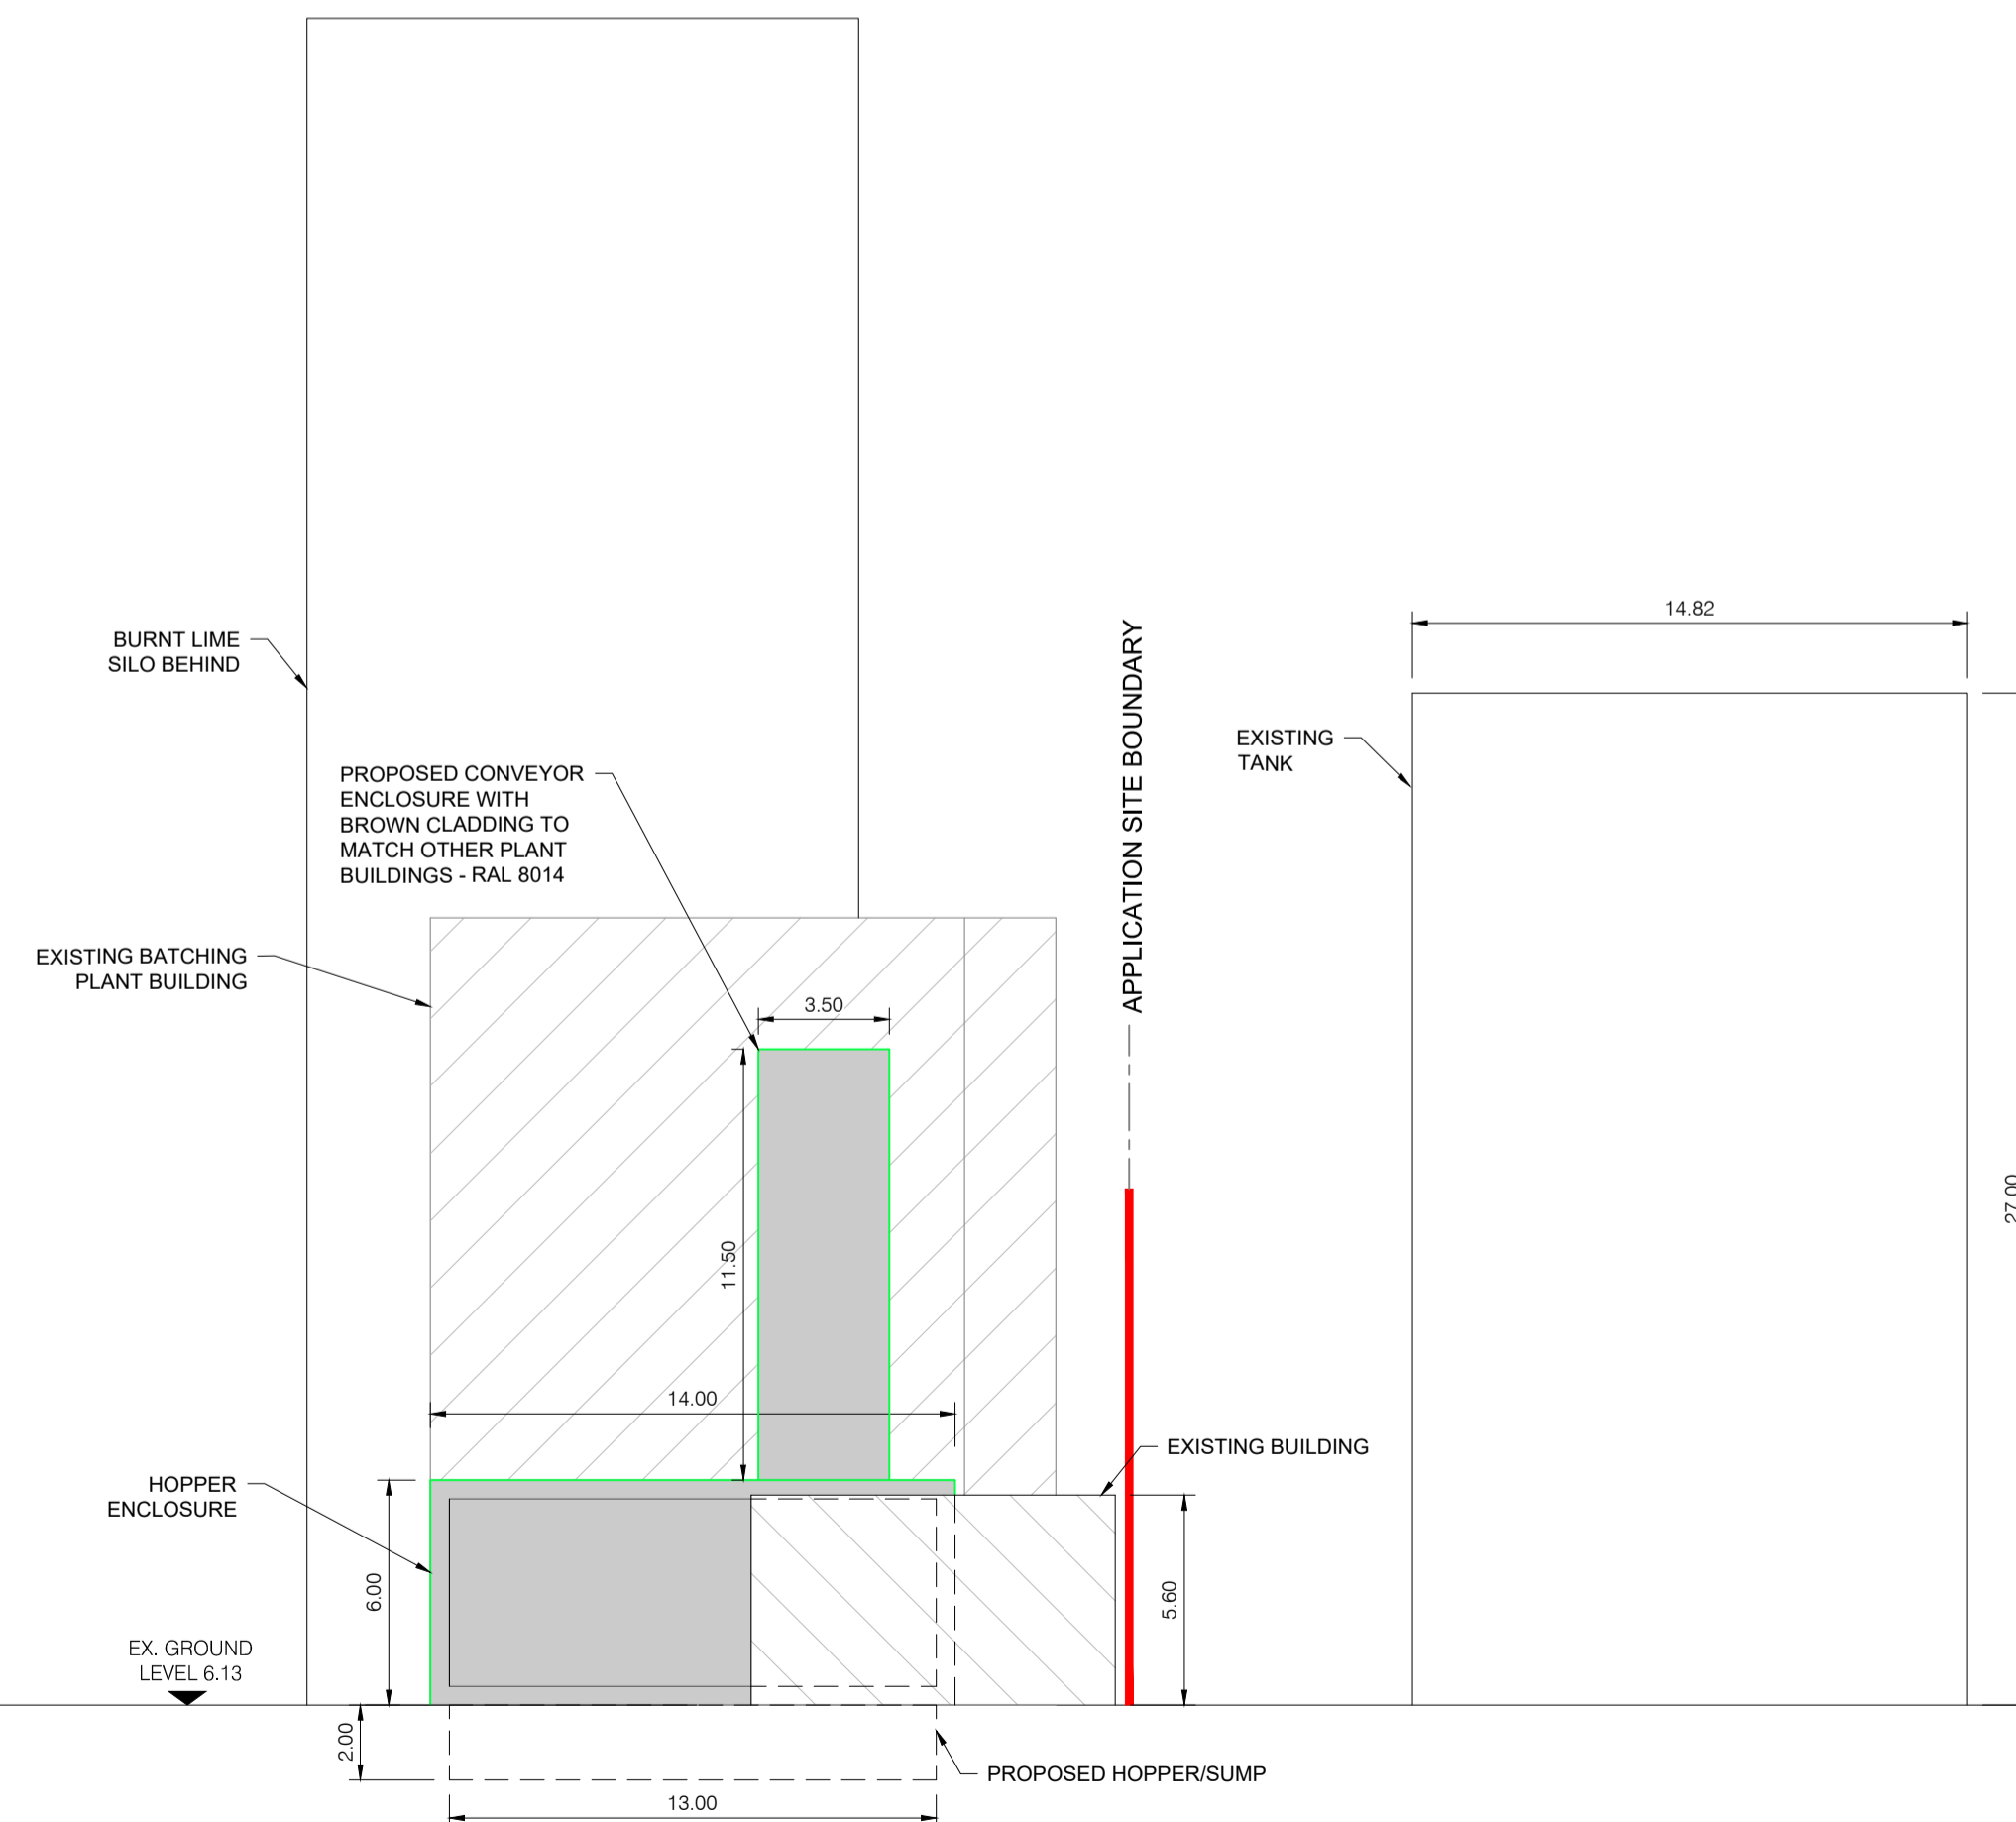 14.82
BURNT LIME
SILO BEHIND
APPLICATION SITE BOUNDARY
EXISTING
TANK
PROPOSED CONVEYOR
ENCLOSURE WITH
BROWN CLADDING TO
MATCH OTHER PLANT
BUILDINGS - RAL 8014
EXISTING BATCHING
PLANT BUILDING
3.50
27.00
11.50
14.00
EXISTING BUILDING
HOPPER
ENCLOSURE
6.00
5.60
EX. GROUND
LEVEL 6.13
2.00
PROPOSED HOPPER/SUMP
13.00